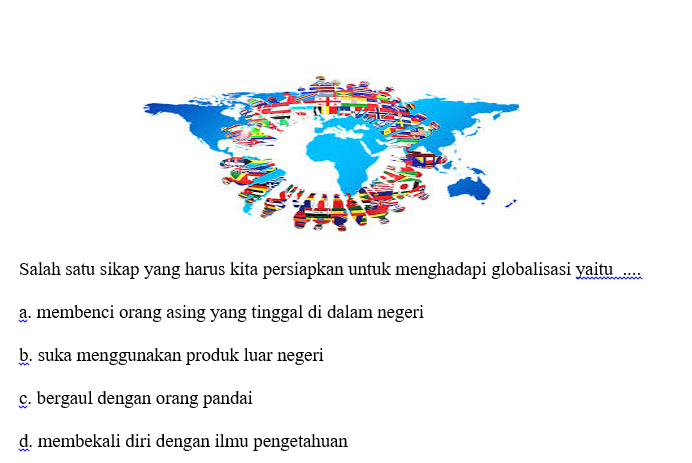 Salah satu sikap yang harus kita persiapkan untuk menghadapi globalisasi yaitu ....
a. membenci orang asing yang tinggal di dalam negeri
b. suka menggunakan produk luar negeri
c. bergaul dengan orang pandai
d. membekali diri dengan ilmu pengetahuan